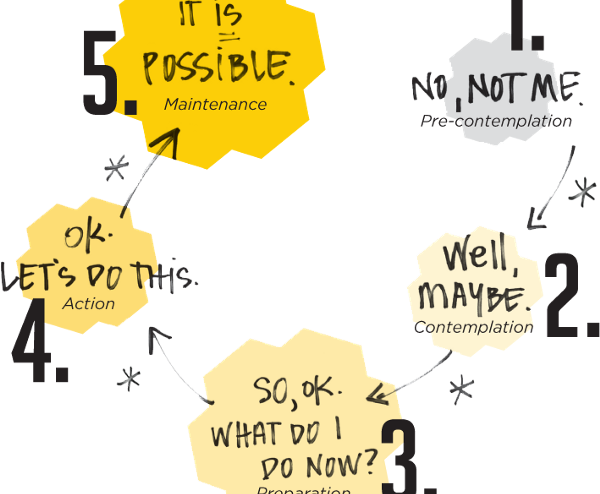 1.
NO, NOT ME.
Pre-contemplation
Well,
MAYBE.
Contemplation
2.
SO, OK.
WHAT DO I
DO NOW?
Preparation
3.
OK.
LET'S DO THIS.
Action
4.
IT IS
POSSIBLE.
Maintenance
5.